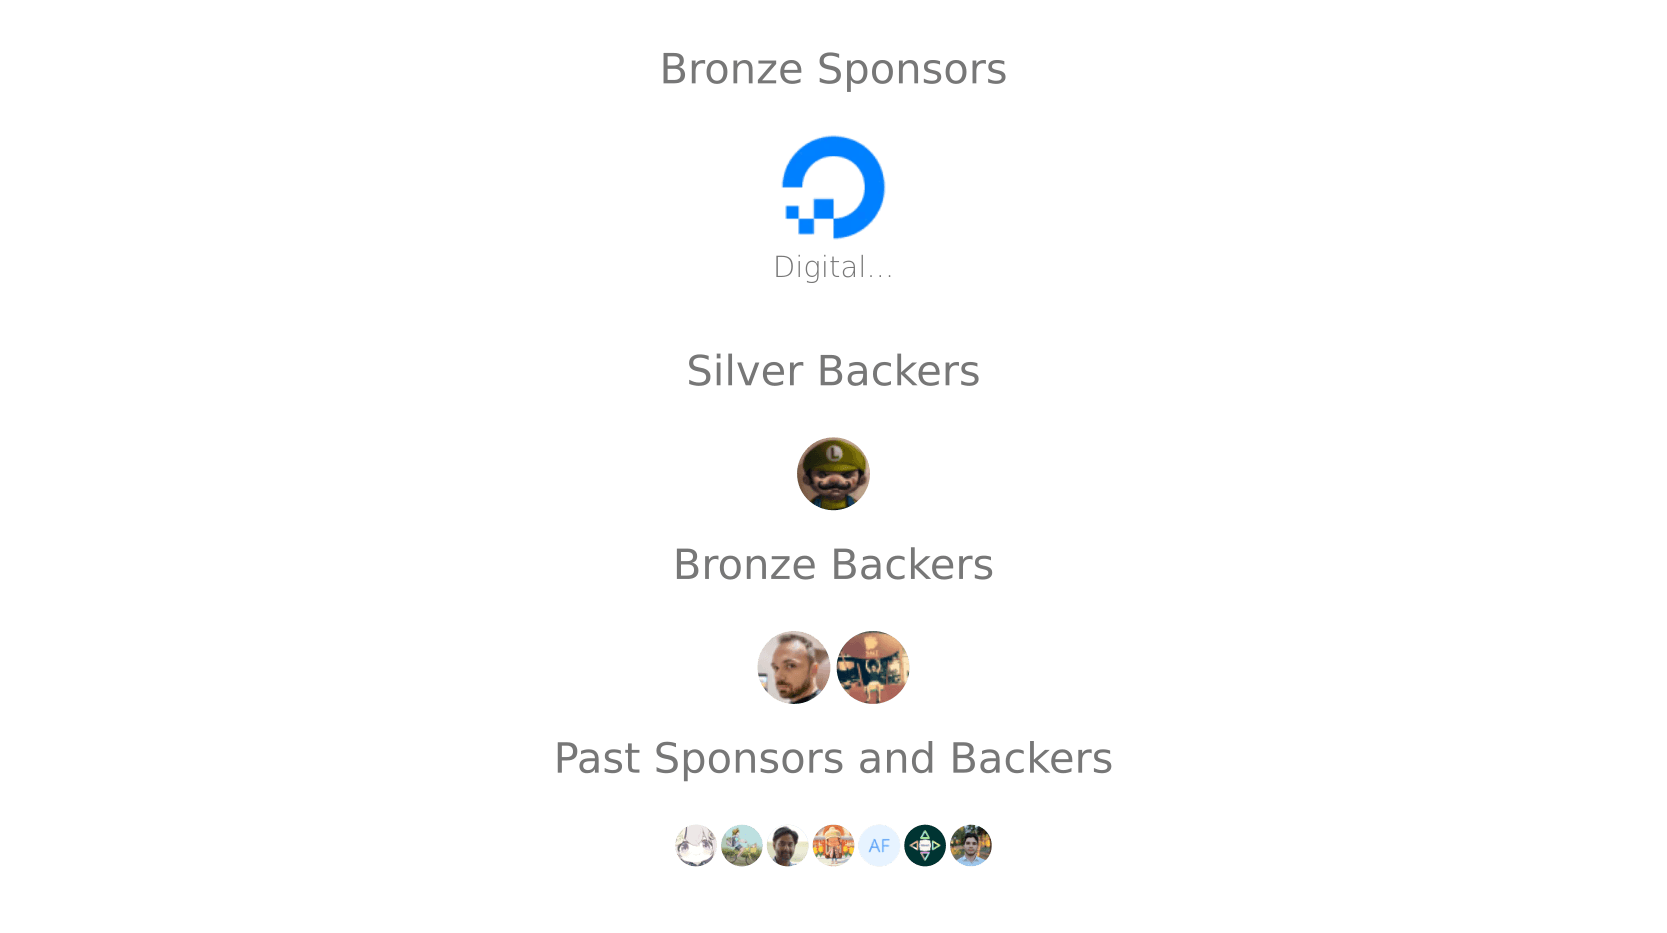 Bronze Sponsors
Digital...
Silver Backers
L
Bronze Backers
Past Sponsors and Backers
AF